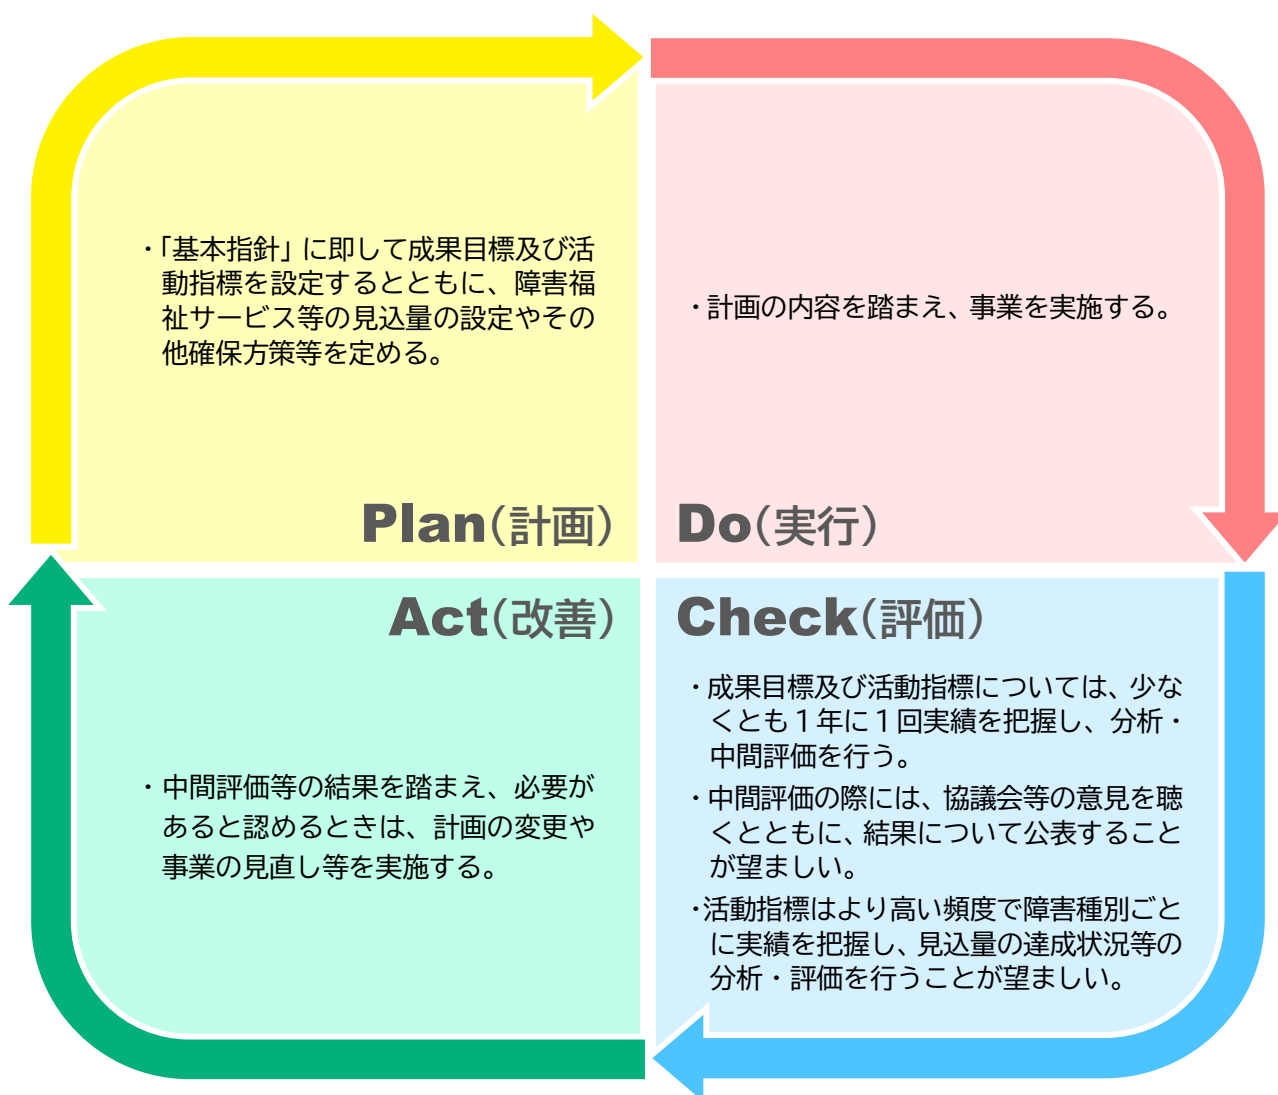 ・「基本指針」に即して成果目標及び活
動指標を設定するとともに、障害福
祉サービス等の見込量の設定やその
他確保方策等を定める。
Plan(計画)
・計画の内容を踏まえ、事業を実施する。
Do(実行)
Act(改善)
・中間評価等の結果を踏まえ、必要が
あると認めるときは、計画の変更や
事業の見直し等を実施する。
Check(評価)
・成果目標及び活動指標については、少な
くとも１年に１回実績を把握し、分析・
中間評価を行う。
・中間評価の際には、協議会等の意見を聴
くとともに、結果について公表すること
が望ましい。
・活動指標はより高い頻度で障害種別ごと
に実績を把握し、見込量の達成状況等の
分析・評価を行うことが望ましい。